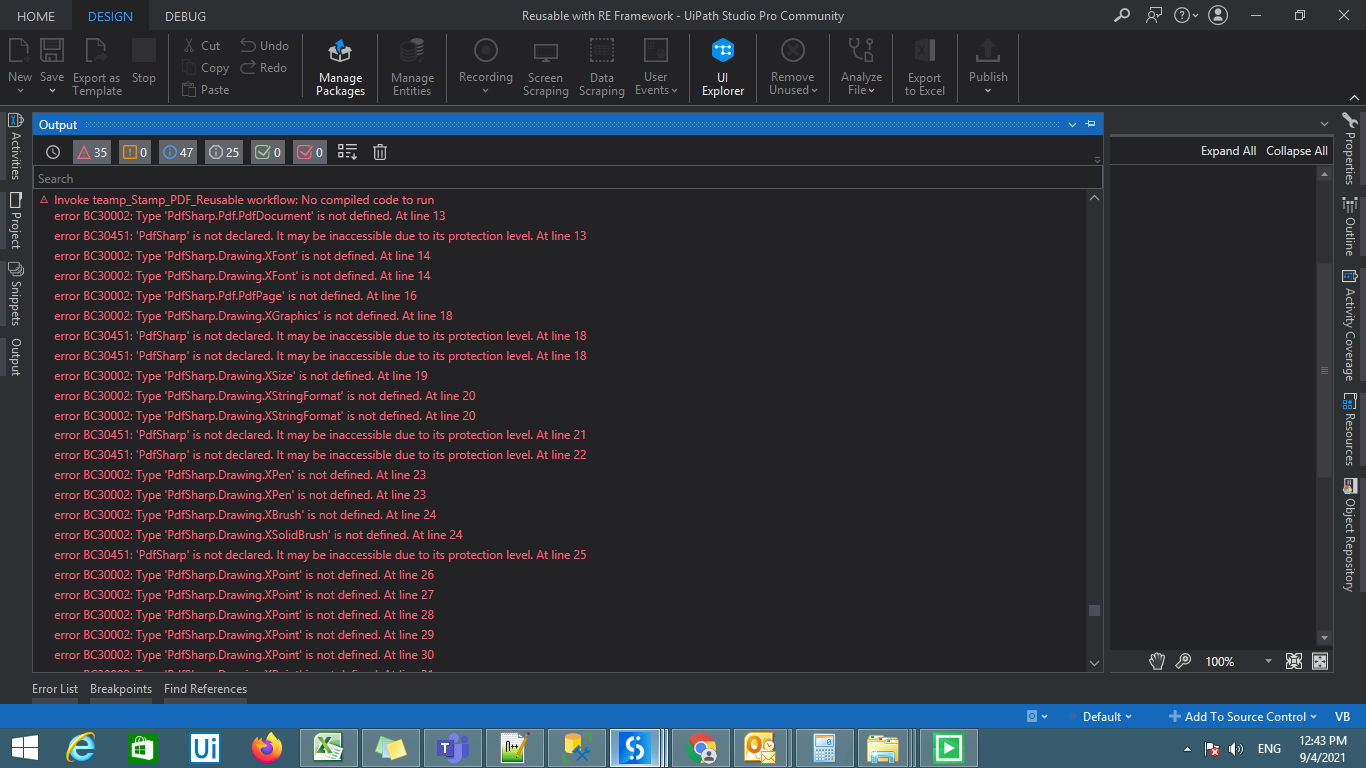 HOME DESIGN DEBUG Reusable with RE Framework - UiPath Studio Pro Community
New Save Export as Template Stop
Cut Undo
Copy Redo
Paste
Manage Packages
Manage Entities
Recording
Screen Scraping
Data Scraping
User Events
UI Explorer
Remove Unused
Analyze File
Export to Excel
Publish
Output
35 0 47 25 0 0
Search
Expand All Collapse All
Activities
Project
Snippets
Output
Properties
Outline
Activity Coverage
Resources
Object Repository
Invoke teamp_Stamp_PDF_Reusable workflow: No compiled code to run
error BC30002: Type 'PdfSharp.Pdf.PdfDocument' is not defined. At line 13
error BC30451: 'PdfSharp' is not declared. It may be inaccessible due to its protection level. At line 13
error BC30002: Type 'PdfSharp.Drawing.XFont' is not defined. At line 14
error BC30002: Type 'PdfSharp.Drawing.XFont' is not defined. At line 14
error BC30002: Type 'PdfSharp.Pdf.PdfPage' is not defined. At line 16
error BC30002: Type 'PdfSharp.Drawing.XGraphics' is not defined. At line 18
error BC30451: 'PdfSharp' is not declared. It may be inaccessible due to its protection level. At line 18
error BC30451: 'PdfSharp' is not declared. It may be inaccessible due to its protection level. At line 18
error BC30002: Type 'PdfSharp.Drawing.XSize' is not defined. At line 19
error BC30002: Type 'PdfSharp.Drawing.XStringFormat' is not defined. At line 20
error BC30002: Type 'PdfSharp.Drawing.XStringFormat' is not defined. At line 20
error BC30451: 'PdfSharp' is not declared. It may be inaccessible due to its protection level. At line 21
error BC30451: 'PdfSharp' is not declared. It may be inaccessible due to its protection level. At line 22
error BC30002: Type 'PdfSharp.Drawing.XPen' is not defined. At line 23
error BC30002: Type 'PdfSharp.Drawing.XPen' is not defined. At line 23
error BC30002: Type 'PdfSharp.Drawing.XBrush' is not defined. At line 24
error BC30002: Type 'PdfSharp.Drawing.XSolidBrush' is not defined. At line 24
error BC30451: 'PdfSharp' is not declared. It may be inaccessible due to its protection level. At line 25
error BC30002: Type 'PdfSharp.Drawing.XPoint' is not defined. At line 26
error BC30002: Type 'PdfSharp.Drawing.XPoint' is not defined. At line 27
error BC30002: Type 'PdfSharp.Drawing.XPoint' is not defined. At line 28
error BC30002: Type 'PdfSharp.Drawing.XPoint' is not defined. At line 29
error BC30002: Type 'PdfSharp.Drawing.XPoint' is not defined. At line 30
100%
Error List Breakpoints Find References
Default Add To Source Control VB
Ui
ENG
12:43 PM
9/4/2021